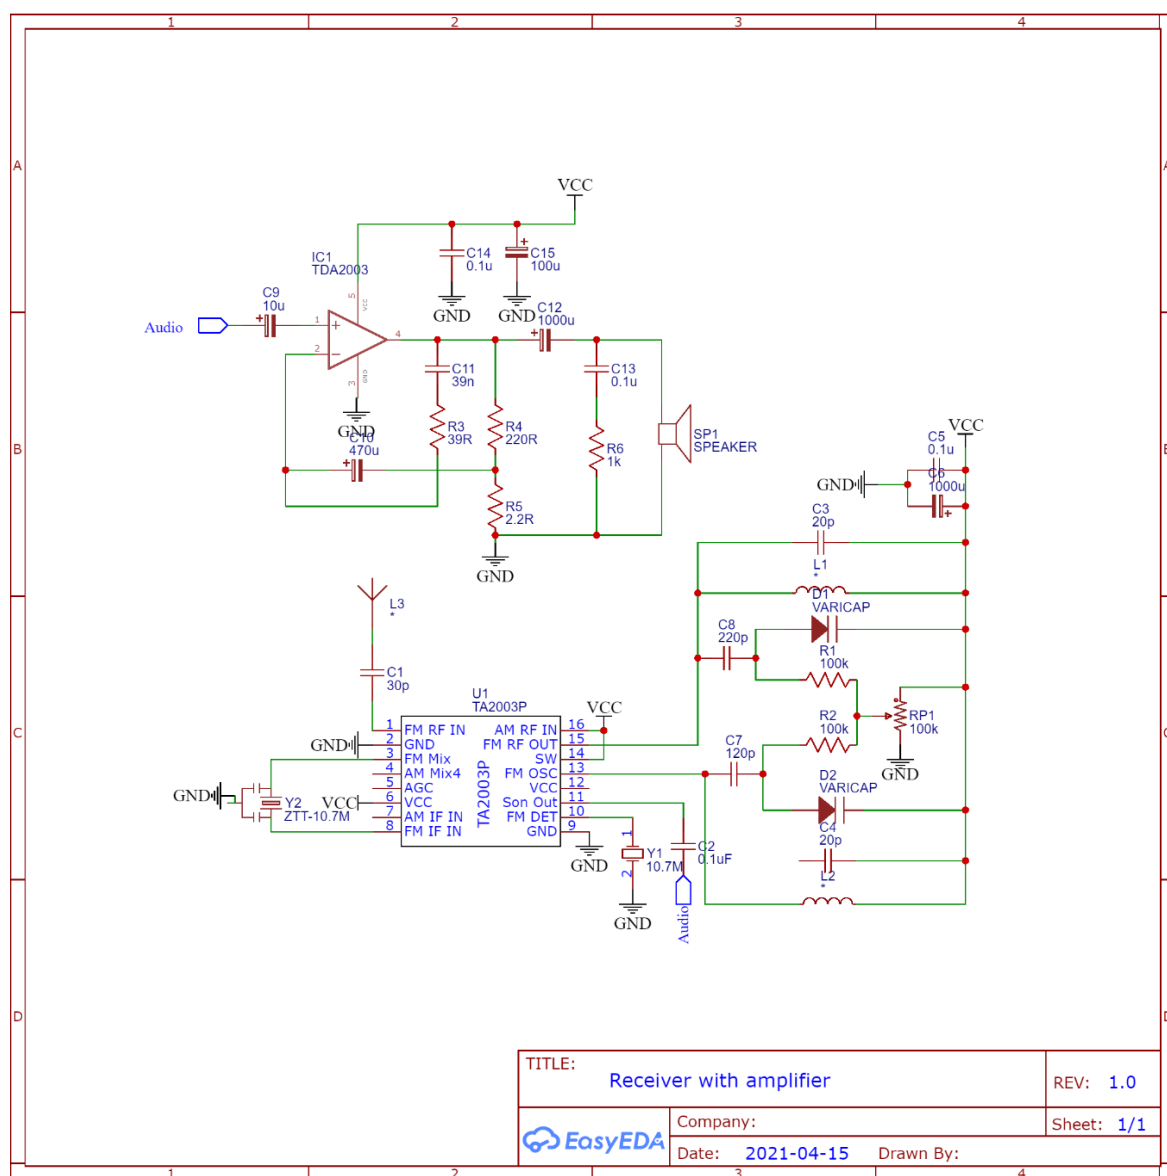 1 2 3 4
A
A
VCC
IC1
TDA2003
C14
0.1u
C15
100u
5
VCC
C9
10u
GND
GND
C12
1000u
Audio
1
2
4
3
GND
C11
39n
C13
0.1u
GND
C10
470u
R3
39R
R4
220R
R6
1k
SP1
SPEAKER
B
B
VCC
C5
0.1u
GND
C6
1000u
R5
2.2R
GND
C3
20p
L1
*
D1
VARICAP
L3
*
C8
220p
R1
100k
C1
30p
U1
TA2003P
VCC
RP1
100k
R2
100k
GND
C
C
1 FM RF IN AM RF IN 16
GND 2 GND FM RF OUT 15
3 FM Mix SW 14
4 AM Mix4 FM OSC 13
5 AGC VCC 12
VCC 6 VCC Son Out 11
7 AM IF IN FM DET 10
8 FM IF IN GND 9
TA2003P
GND
Y2
ZTT-10.7M
C7
120p
D2
VARICAP
C4
20p
L2
*
GND
1
Y1
10.7M
2
GND
C2
0.1uF
Audio
D
D
TITLE:
Receiver with amplifier
REV: 1.0
EasyEDA
Company:
Sheet: 1/1
Date: 2021-04-15 Drawn By:
1 2 3 4